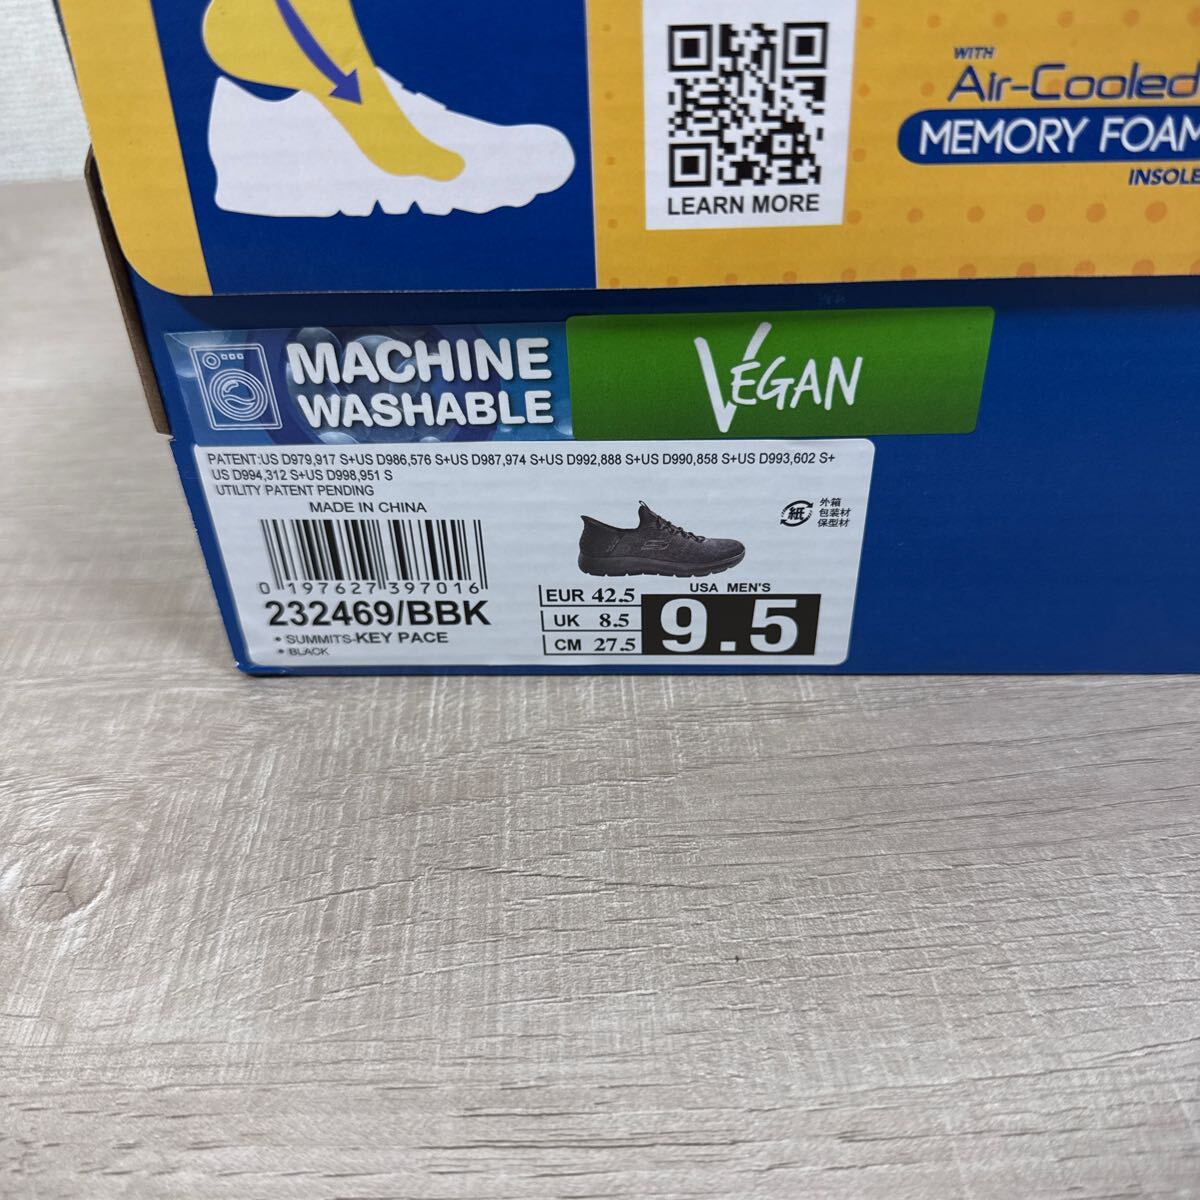 LEARN MORE
WITH
Air-Cooled
MEMORY FOAM
INSOLE
MACHINE
WASHABLE
VEGAN
PATENT:US D979,917 S+US D986,576 S+US D987,974 S+US D992,888 S+US D990,858 S+US D993,602 S+
US D994,312 S+US D998,951 S
UTILITY PATENT PENDING
MADE IN CHINA
紙
外箱
包装材
保型材
0 197627 397016
232469/BBK
• SUMMITS-KEY PACE
• BLACK
USA MEN'S
EUR 42.5
UK 8.5
CM 27.5
9.5